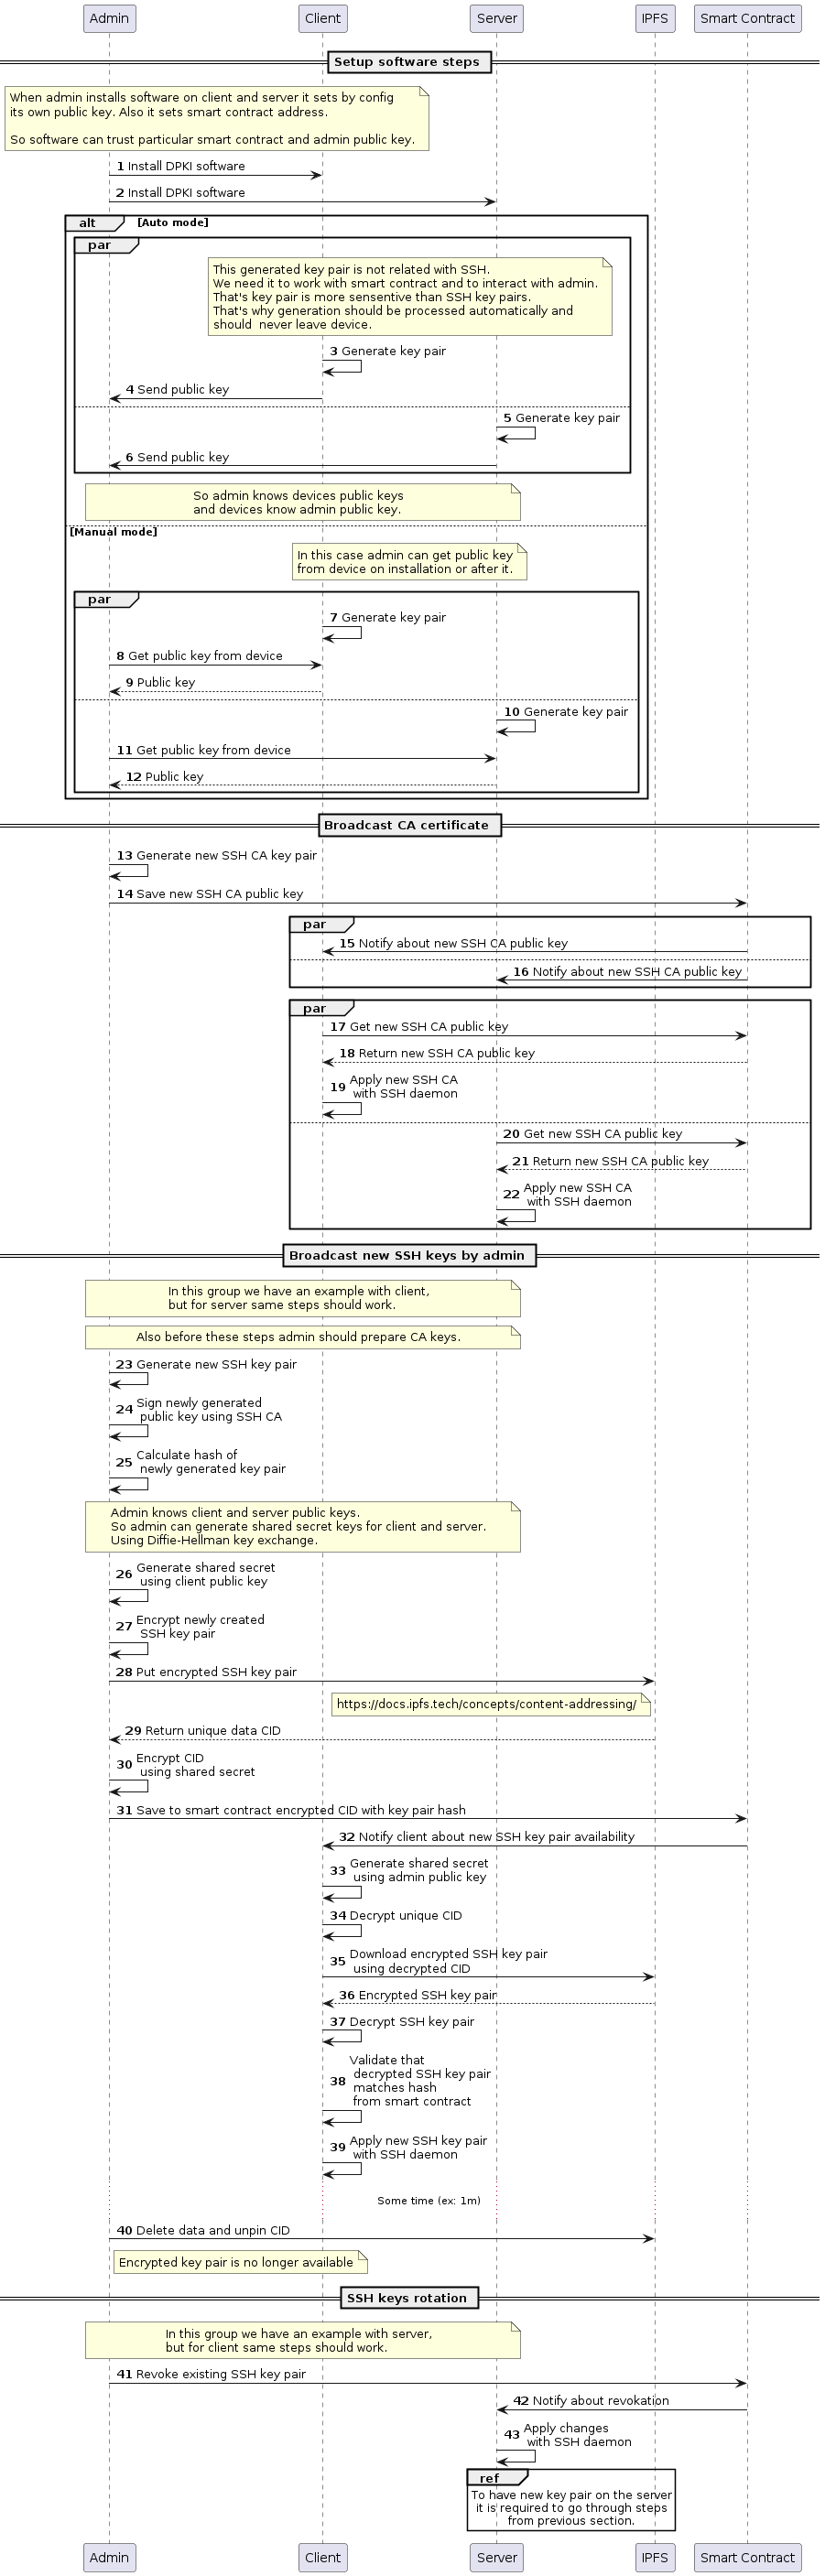 Admin
Client
Server
IPFS
Smart Contract
Setup software steps
When admin installs software on client and server it sets by config
its own public key. Also it sets smart contract address.
So software can trust particular smart contract and admin public key.
1 Install DPKI software
2 Install DPKI software
alt [Auto mode]
par
This generated key pair is not related with SSH.
We need it to work with smart contract and to interact with admin.
That's key pair is more sensentive than SSH key pairs.
That's why generation should be processed automatically and
should  never leave device.
3 Generate key pair
4 Send public key
5 Generate key pair
6 Send public key
So admin knows devices public keys
and devices know admin public key.
[Manual mode]
In this case admin can get public key
from device on installation or after it.
par
7 Generate key pair
8 Get public key from device
9 Public key
10 Generate key pair
11 Get public key from device
12 Public key
Broadcast CA certificate
13 Generate new SSH CA key pair
14 Save new SSH CA public key
par
15 Notify about new SSH CA public key
16 Notify about new SSH CA public key
par
17 Get new SSH CA public key
18 Return new SSH CA public key
19 Apply new SSH CA
with SSH daemon
20 Get new SSH CA public key
21 Return new SSH CA public key
22 Apply new SSH CA
with SSH daemon
Broadcast new SSH keys by admin
In this group we have an example with client,
but for server same steps should work.
Also before these steps admin should prepare CA keys.
23 Generate new SSH key pair
24 Sign newly generated
public key using SSH CA
25 Calculate hash of
newly generated key pair
Admin knows client and server public keys.
So admin can generate shared secret keys for client and server.
Using Diffie-Hellman key exchange.
26 Generate shared secret
using client public key
27 Encrypt newly created
SSH key pair
28 Put encrypted SSH key pair
https://docs.ipfs.tech/concepts/content-addressing/
29 Return unique data CID
30 Encrypt CID
using shared secret
31 Save to smart contract encrypted CID with key pair hash
32 Notify client about new SSH key pair availability
33 Generate shared secret
using admin public key
34 Decrypt unique CID
35 Download encrypted SSH key pair
using decrypted CID
36 Encrypted SSH key pair
37 Decrypt SSH key pair
38 Validate that
decrypted SSH key pair
matches hash
from smart contract
39 Apply new SSH key pair
with SSH daemon
Some time (ex: 1m)
40 Delete data and unpin CID
Encrypted key pair is no longer available
SSH keys rotation
In this group we have an example with server,
but for client same steps should work.
41 Revoke existing SSH key pair
42 Notify about revokation
43 Apply changes
with SSH daemon
ref
To have new key pair on the server
it is required to go through steps
from previous section.
Admin
Client
Server
IPFS
Smart Contract